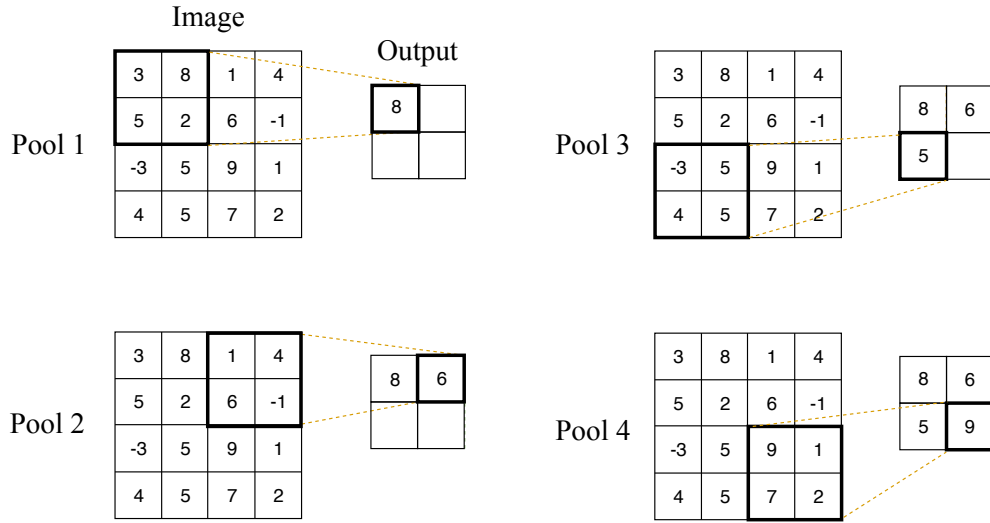 Image
Output
Pool 1
3 8 1 4
5 2 6 -1
-3 5 9 1
4 5 7 2
8
Pool 3
3 8 1 4
5 2 6 -1
-3 5 9 1
4 5 7 2
8 6
5
Pool 2
3 8 1 4
5 2 6 -1
-3 5 9 1
4 5 7 2
8 6
Pool 4
3 8 1 4
5 2 6 -1
-3 5 9 1
4 5 7 2
8 6
5 9